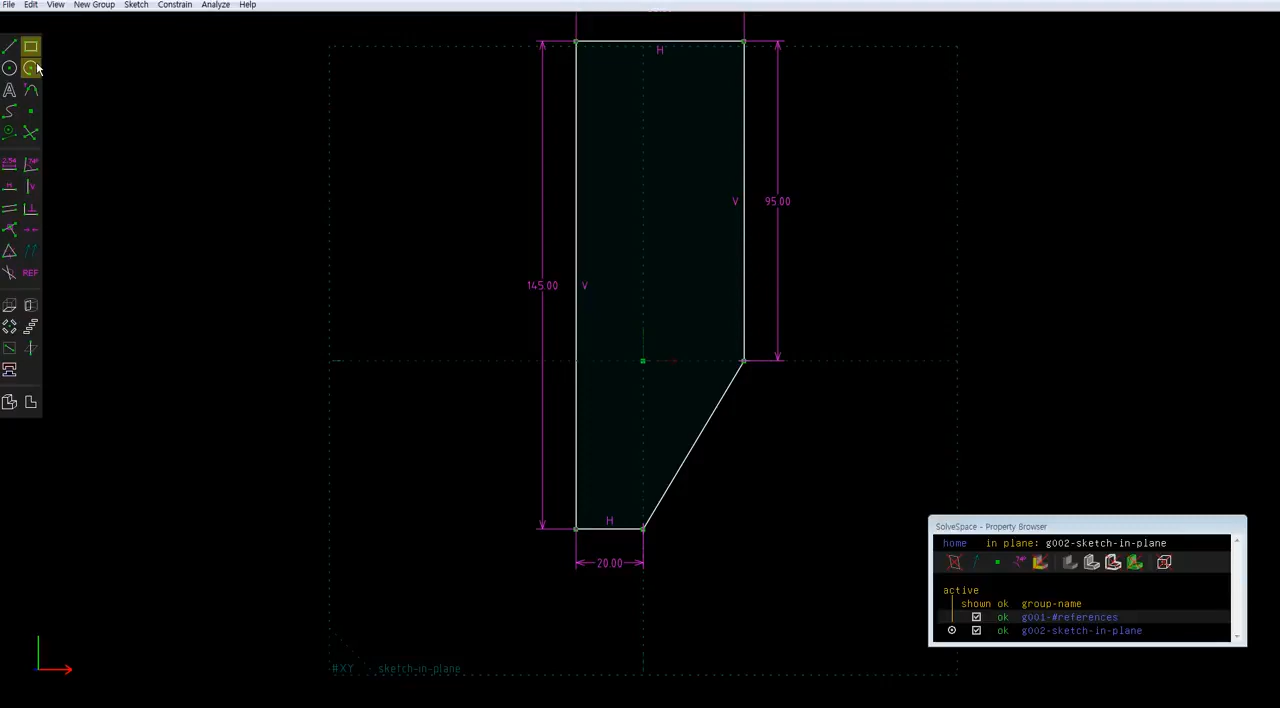 File Edit View New Group Sketch Constrain Analyze Help
H
V
95.00
145.00
V
H
20.00
#XY
sketch-in-plane
2.54
REF
SolveSpace - Property Browser
home in plane: g002-sketch-in-plane
active
shown ok group-name
ok g001-#references
ok g002-sketch-in-plane